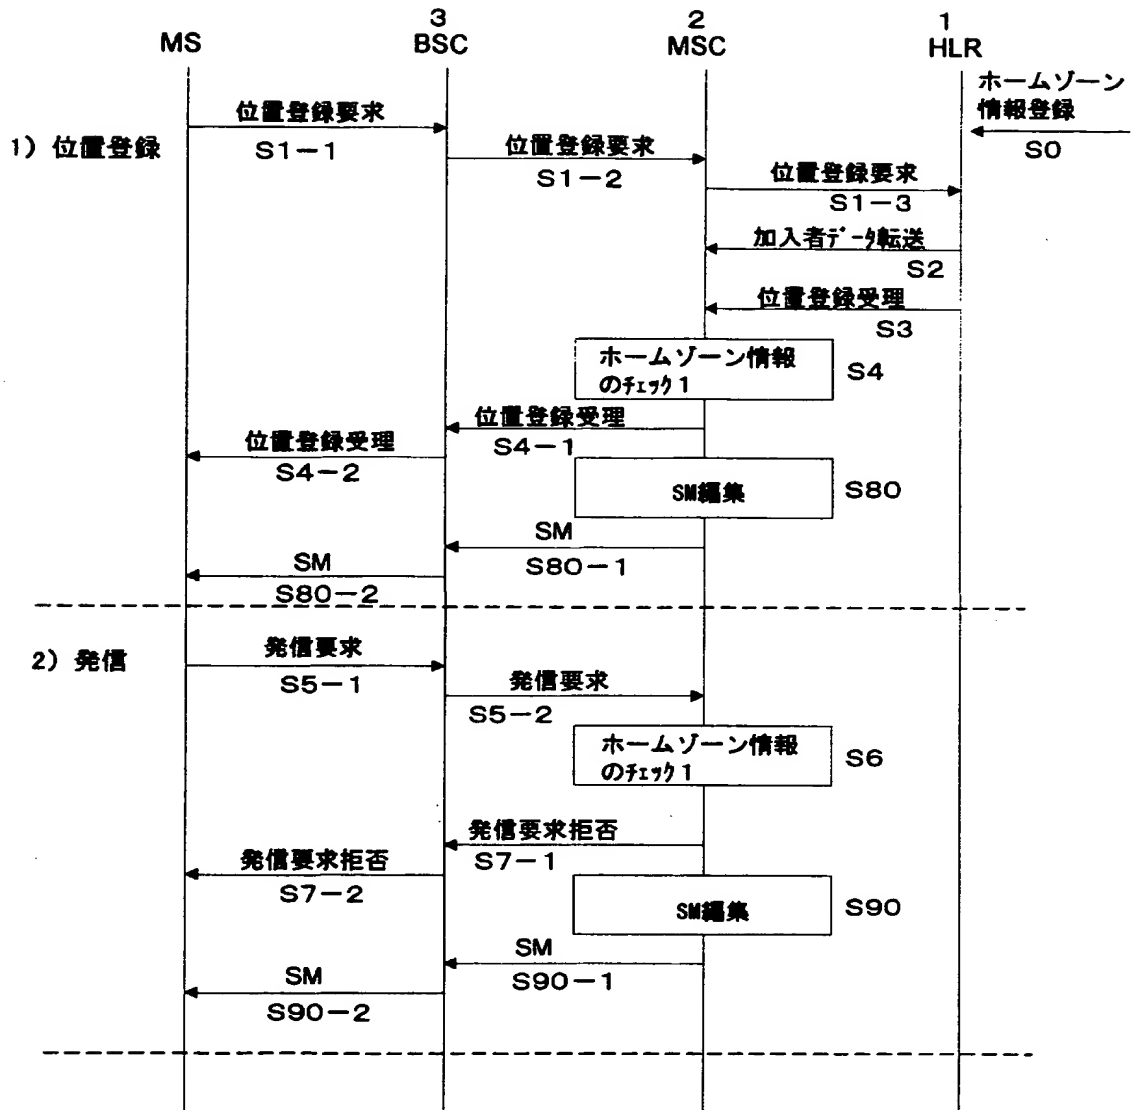 MS
3
BSC
2
MSC
1
HLR
ホームゾーン
情報登録
S0
1) 位置登録
位置登録要求
S1-1
位置登録要求
S1-2
位置登録要求
S1-3
加入者データ転送
S2
位置登録受理
S3
ホームゾーン情報
のチェック1
S4
位置登録受理
S4-1
位置登録受理
S4-2
SM編集
S80
SM
S80-1
SM
S80-2
2) 発信
発信要求
S5-1
発信要求
S5-2
ホームゾーン情報
のチェック1
S6
発信要求拒否
S7-1
発信要求拒否
S7-2
SM編集
S90
SM
S90-1
SM
S90-2